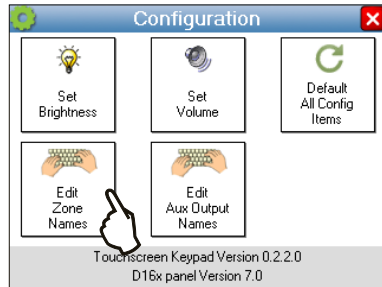 Configuration
Set
Brightness
Set
Volume
Default
All Config
Items
Edit
Zone
Names
Edit
Aux Output
Names
Touchscreen Keypad Version 0.2.2.0
D16x panel Version 7.0